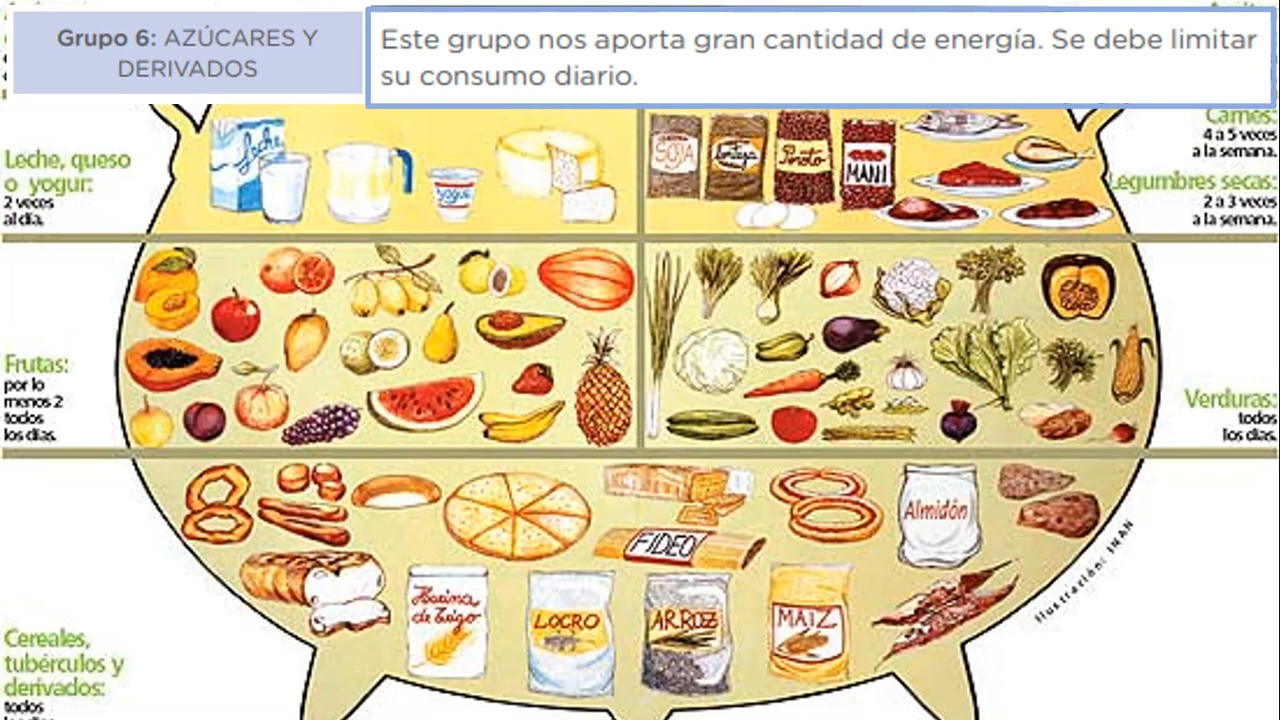 Grupo 6: AZÚCARES Y
DERIVADOS
Este grupo nos aporta gran cantidad de energía. Se debe limitar
su consumo diario.
Leche, queso
o yogur:
2 veces
al día.
leche
yogur
SOJA
Lenteja
Poroto
MANI
Carnes:
4 a 5 veces
a la semana.
Legumbres secas:
2 a 3 veces
a la semana.
Frutas:
por lo
menos 2
todos
los días.
Verduras:
todos
los días.
FIDEO
Almidón
Harina
de Trigo
LOCRO
ARROZ
MAIZ
Ilustración: INAN
Cereales,
tubérculos y
derivados:
todos